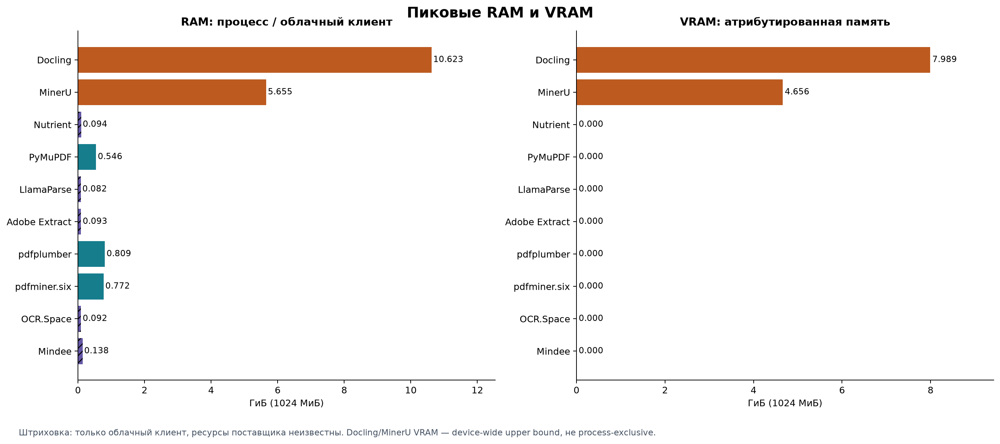 Пиковые RAM и VRAM
RAM: процесс / облачный клиент
Docling
10.623
MinerU
5.655
Nutrient
0.094
PyMuPDF
0.546
LlamaParse
0.082
Adobe Extract
0.093
pdfplumber
0.809
pdfminer.six
0.772
OCR.Space
0.092
Mindee
0.138
0 2 4 6 8 10 12
ГиБ (1024 МиБ)
VRAM: атрибутированная память
Docling
7.989
MinerU
4.656
Nutrient
0.000
PyMuPDF
0.000
LlamaParse
0.000
Adobe Extract
0.000
pdfplumber
0.000
pdfminer.six
0.000
OCR.Space
0.000
Mindee
0.000
0 2 4 6 8
ГиБ (1024 МиБ)
Штриховка: только облачный клиент, ресурсы поставщика неизвестны. Docling/MinerU VRAM — device-wide upper bound, не process-exclusive.